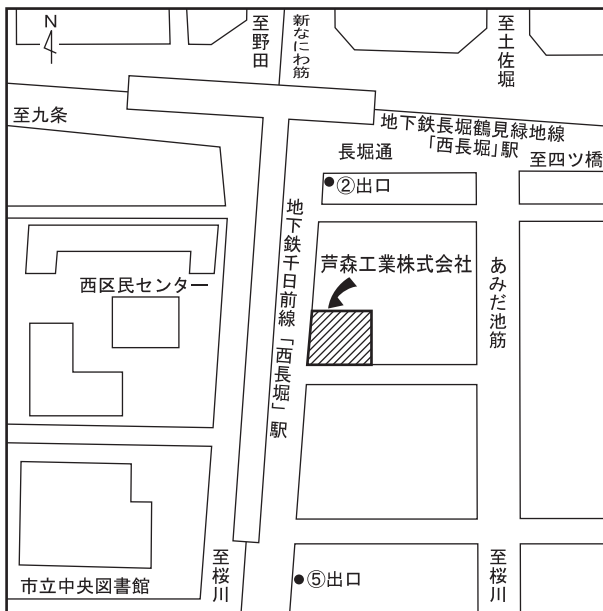 N
至野田
新なにわ筋
至土佐堀
至九条
地下鉄長堀鶴見緑地線
「西長堀」駅
長堀通
至四ツ橋
②出口
地下鉄千日前線「西長堀」駅
芦森工業株式会社
あみだ池筋
西区民センター
市立中央図書館
至桜川
⑤出口
至桜川